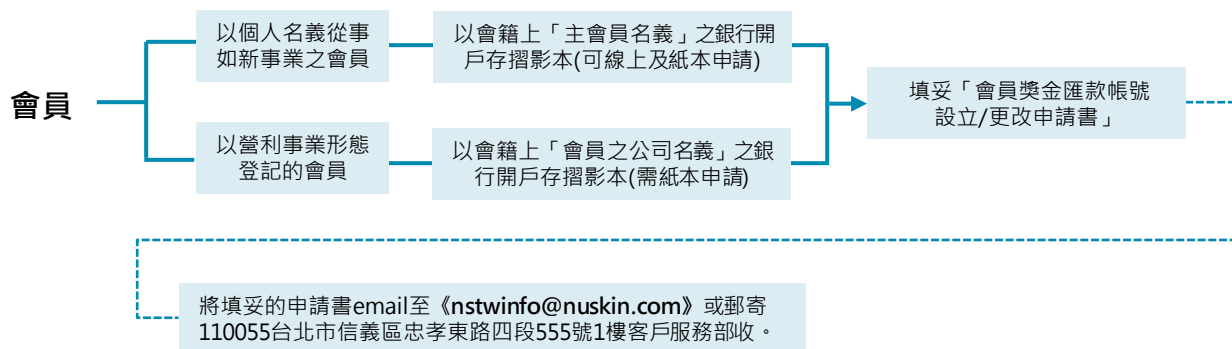 會員
以個人名義從事
如新事業之會員
以會籍上「主會員名義」之銀行開
戶存摺影本(可線上及紙本申請)
以營利事業形態
登記的會員
以會籍上「會員之公司名義」之銀
行開戶存摺影本(需紙本申請)
填妥「會員獎金匯款帳號
設立/更改申請書」
將填妥的申請書email至《nstwinfo@nuskin.com》或郵寄
110055台北市信義區忠孝東路四段555號1樓客戶服務部收。